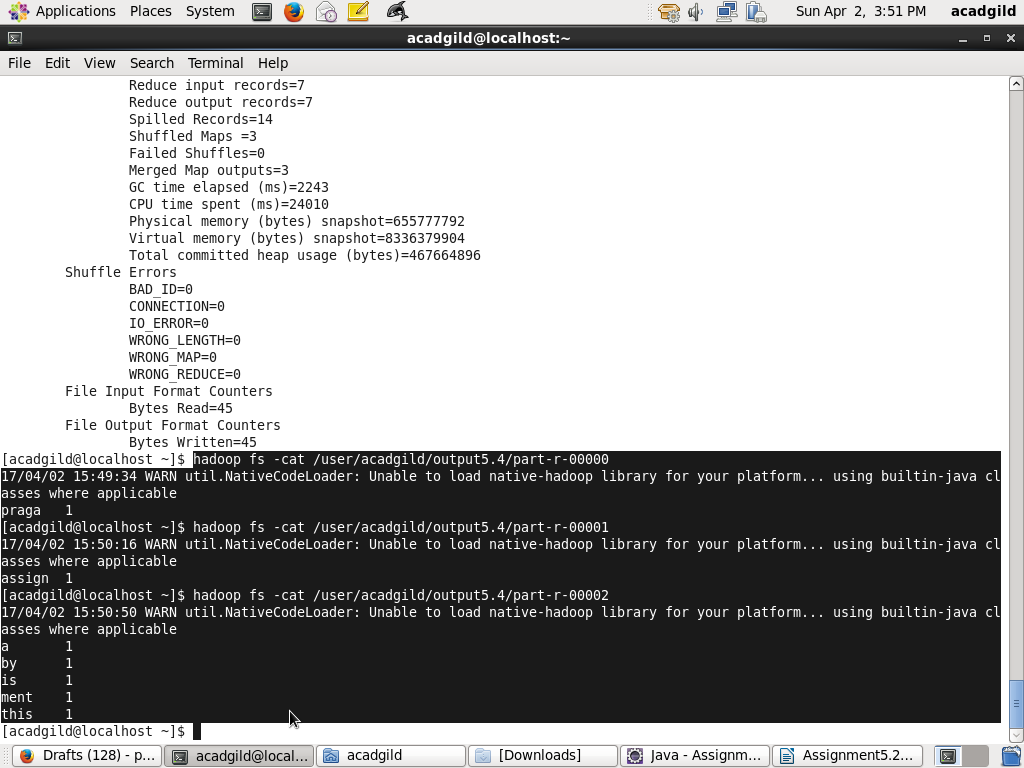 Applications Places System Sun Apr 2, 3:51 PM acadgild
acadgild@localhost:~
File Edit View Search Terminal Help
Reduce input records=7
Reduce output records=7
Spilled Records=14
Shuffled Maps =3
Failed Shuffles=0
Merged Map outputs=3
GC time elapsed (ms)=2243
CPU time spent (ms)=24010
Physical memory (bytes) snapshot=655777792
Virtual memory (bytes) snapshot=8336379904
Total committed heap usage (bytes)=467664896
Shuffle Errors
BAD_ID=0
CONNECTION=0
IO_ERROR=0
WRONG_LENGTH=0
WRONG_MAP=0
WRONG_REDUCE=0
File Input Format Counters
Bytes Read=45
File Output Format Counters
Bytes Written=45
[acadgild@localhost ~]$ hadoop fs -cat /user/acadgild/output5.4/part-r-00000
17/04/02 15:49:34 WARN util.NativeCodeLoader: Unable to load native-hadoop library for your platform... using builtin-java cl
asses where applicable
praga 1
[acadgild@localhost ~]$ hadoop fs -cat /user/acadgild/output5.4/part-r-00001
17/04/02 15:50:16 WARN util.NativeCodeLoader: Unable to load native-hadoop library for your platform... using builtin-java cl
asses where applicable
assign 1
[acadgild@localhost ~]$ hadoop fs -cat /user/acadgild/output5.4/part-r-00002
17/04/02 15:50:50 WARN util.NativeCodeLoader: Unable to load native-hadoop library for your platform... using builtin-java cl
asses where applicable
a 1
by 1
is 1
ment 1
this 1
[acadgild@localhost ~]$
Drafts (128) - p... acadgild@local... acadgild [Downloads] Java - Assignm... Assignment5.2...